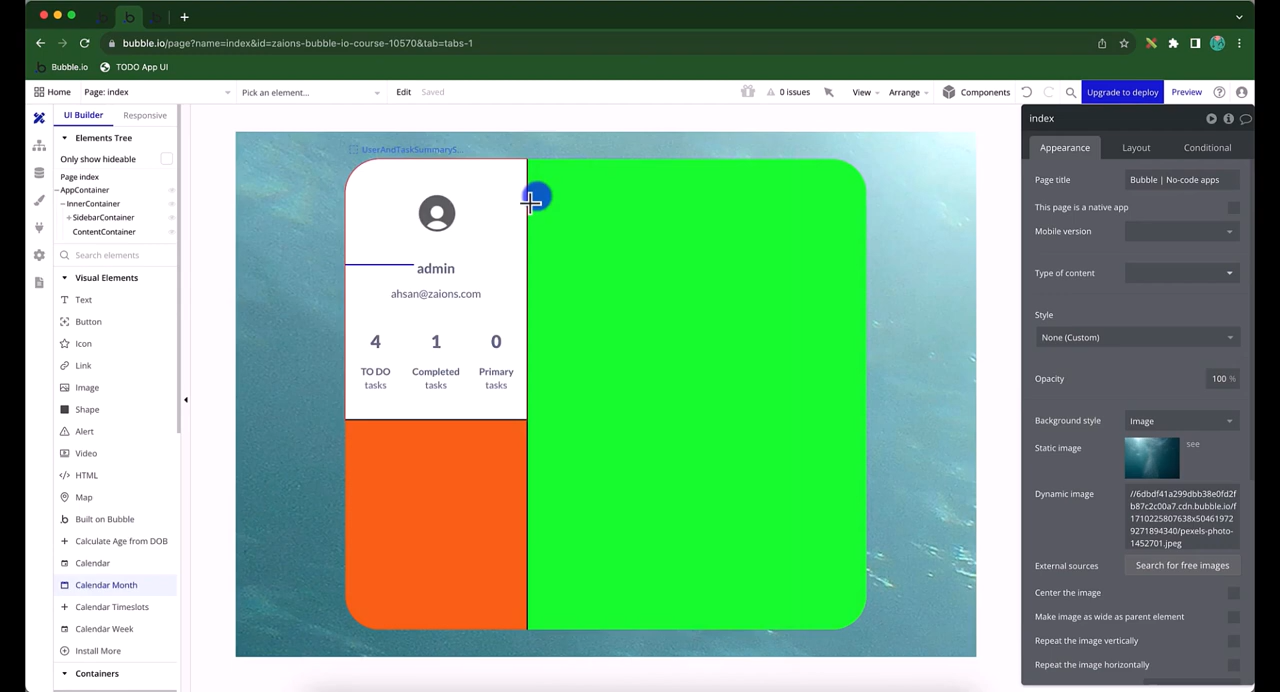 bubble.io/page?name=index&id=zaions-bubble-io-course-10570&tab=tabs-1
Bubble.io TODO App UI
Home Page: index Pick an element... Edit Saved 0 issues View Arrange Components Upgrade to deploy Preview
UI Builder Responsive
Elements Tree
Only show hideable
Page index
AppContainer
InnerContainer
SidebarContainer
ContentContainer
Search elements
Visual Elements
Text
Button
Icon
Link
Image
Shape
Alert
Video
HTML
Map
Built on Bubble
Calculate Age from DOB
Calendar
Calendar Month
Calendar Timeslots
Calendar Week
Install More
Containers
UserAndTaskSummaryS...
admin
ahsan@zaions.com
4 1 0
TO DO Completed Primary
tasks tasks tasks
index
Appearance Layout Conditional
Page title Bubble | No-code apps
This page is a native app
Mobile version
Type of content
Style
None (Custom)
Opacity 100 %
Background style Image
Static image see
Dynamic image //6dbdf41a299dbb38e0fd2f
b87c2c00a7.cdn.bubble.io/f
1710225807638x50461972
9271894340/pexels-photo-
1452701.jpeg
External sources Search for free images
Center the image
Make image as wide as parent element
Repeat the image vertically
Repeat the image horizontally